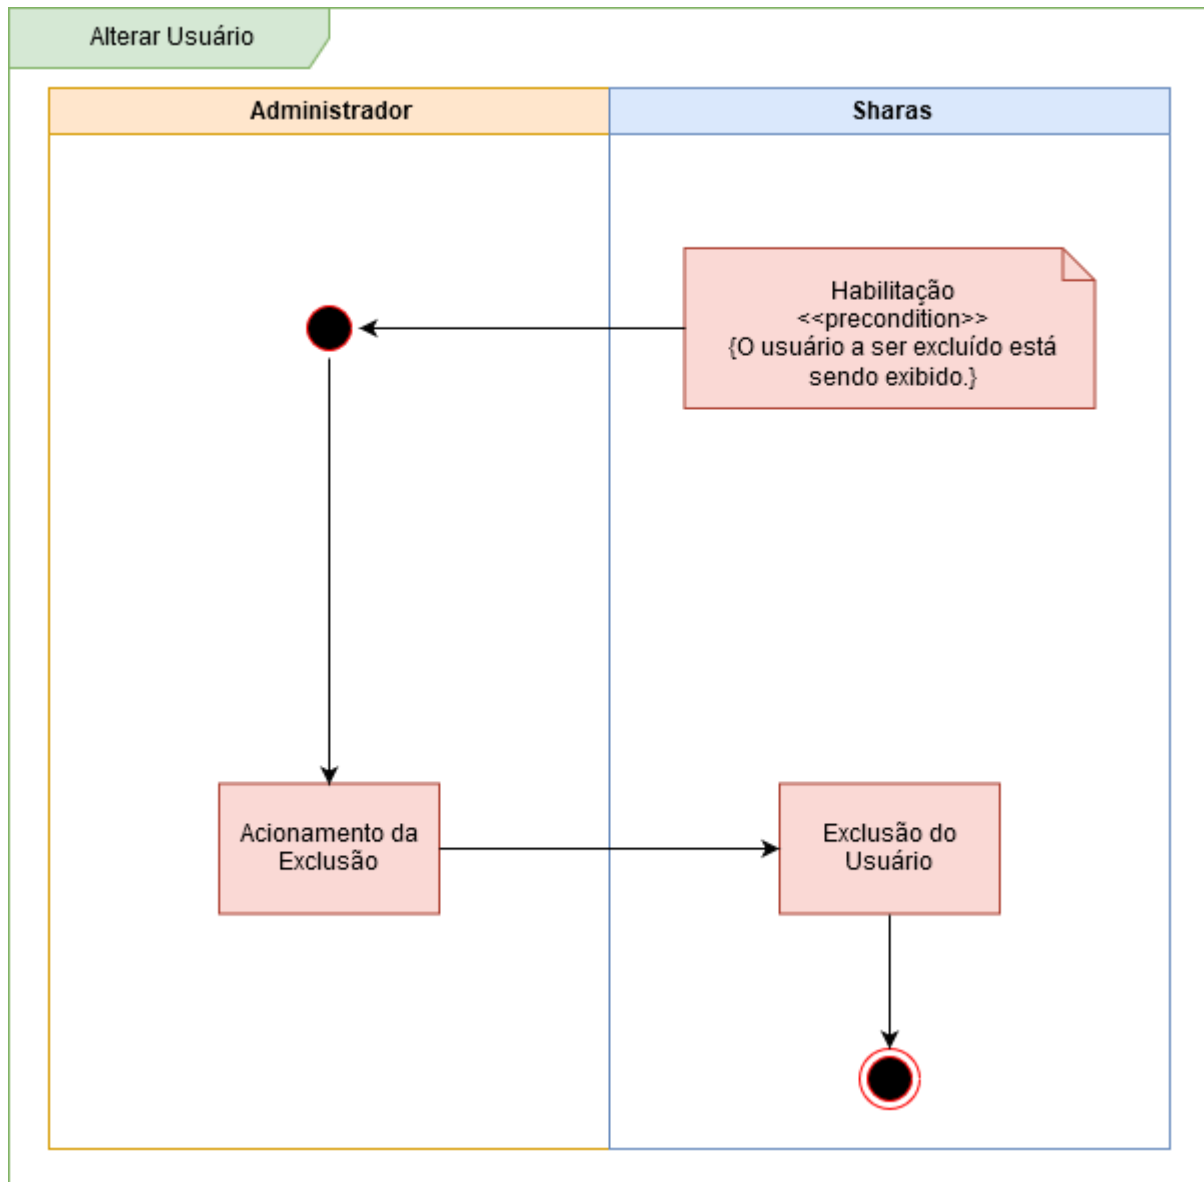 Alterar Usuário
Administrador
Sharas
Habilitação
<<precondition>>
{O usuário a ser excluído está
sendo exibido.}
Acionamento da
Exclusão
Exclusão do
Usuário